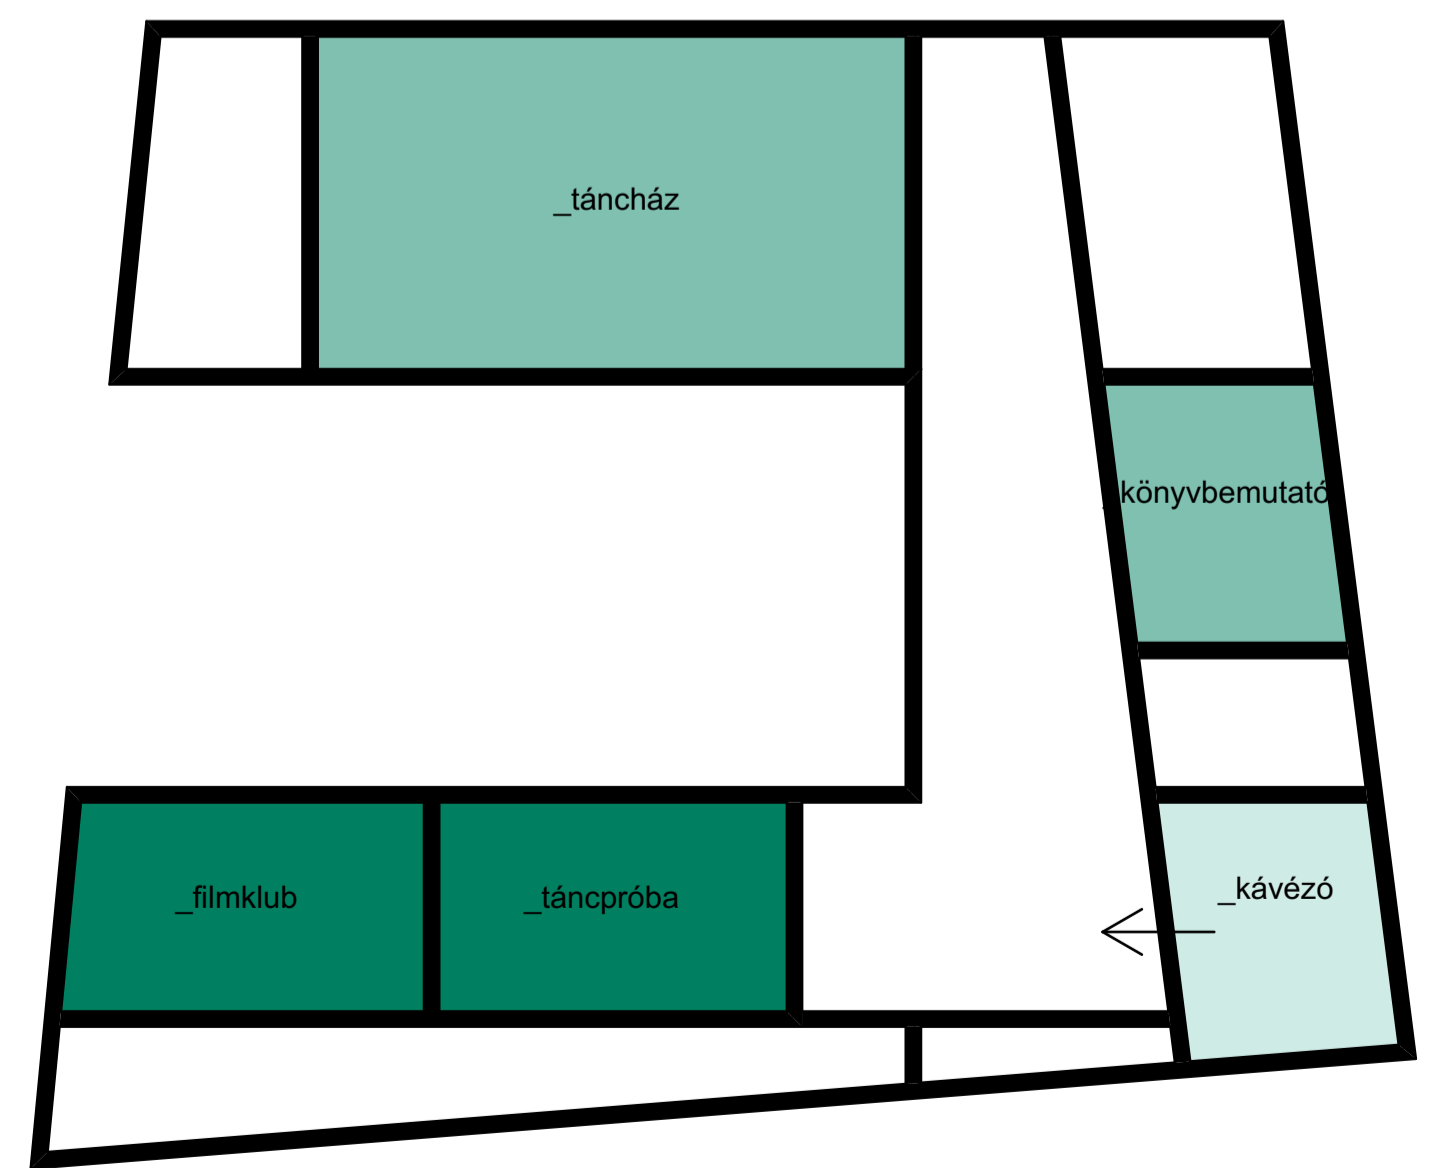 _táncház
_könyvbemutató
_filmklub
_táncpróba
_kávézó